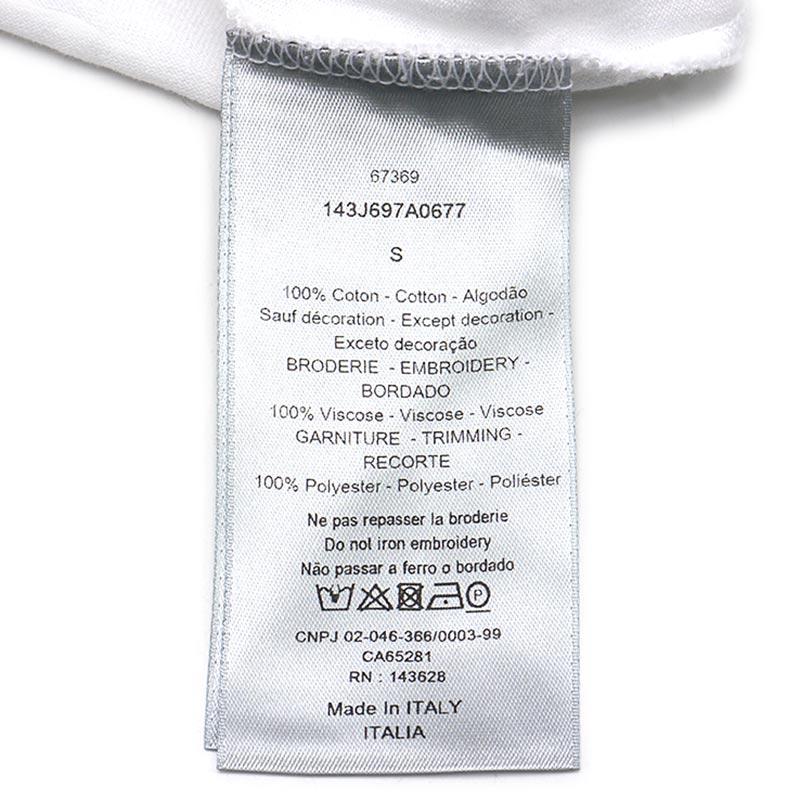 67369
143J697A0677
S
100% Coton - Cotton - Algodão
Sauf décoration - Except decoration -
Exceto decoração
BRODERIE - EMBROIDERY -
BORDADO
100% Viscose - Viscose - Viscose
GARNITURE - TRIMMING -
RECORTE
100% Polyester - Polyester - Poliéster
Ne pas repasser la broderie
Do not iron embroidery
Não passar a ferro o bordado
P
CNPJ 02-046-366/0003-99
CA65281
RN : 143628
Made In ITALY
ITALIA